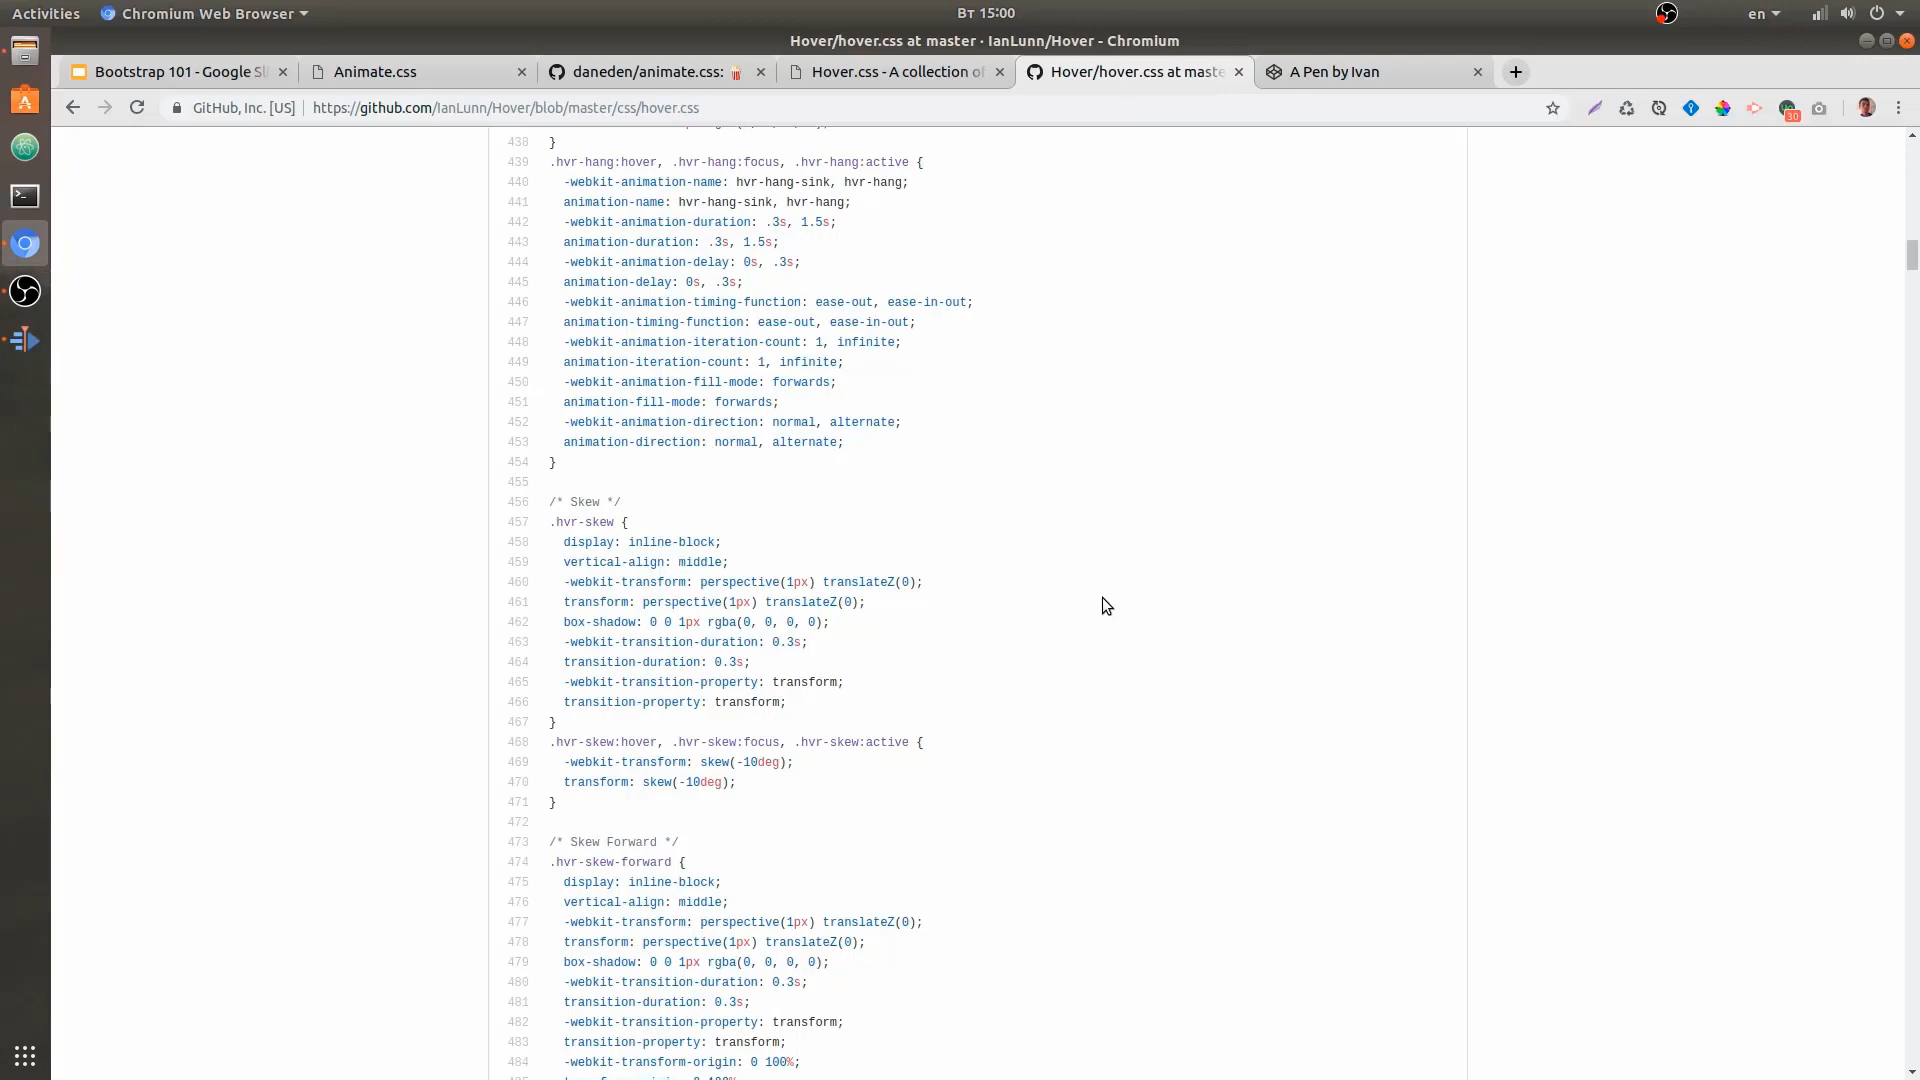 Activities
Chromium Web Browser
Вт 15:00
en
Hover/hover.css at master · IanLunn/Hover - Chromium
Bootstrap 101 - Google Sl
Animate.css
daneden/animate.css:
Hover.css - A collection of
Hover/hover.css at maste
A Pen by Ivan
GitHub, Inc. [US]
https://github.com/IanLunn/Hover/blob/master/css/hover.css
30
438 }
439 .hvr-hang:hover, .hvr-hang:focus, .hvr-hang:active {
440 -webkit-animation-name: hvr-hang-sink, hvr-hang;
441 animation-name: hvr-hang-sink, hvr-hang;
442 -webkit-animation-duration: .3s, 1.5s;
443 animation-duration: .3s, 1.5s;
444 -webkit-animation-delay: 0s, .3s;
445 animation-delay: 0s, .3s;
446 -webkit-animation-timing-function: ease-out, ease-in-out;
447 animation-timing-function: ease-out, ease-in-out;
448 -webkit-animation-iteration-count: 1, infinite;
449 animation-iteration-count: 1, infinite;
450 -webkit-animation-fill-mode: forwards;
451 animation-fill-mode: forwards;
452 -webkit-animation-direction: normal, alternate;
453 animation-direction: normal, alternate;
454 }
455
456 /* Skew */
457 .hvr-skew {
458 display: inline-block;
459 vertical-align: middle;
460 -webkit-transform: perspective(1px) translateZ(0);
461 transform: perspective(1px) translateZ(0);
462 box-shadow: 0 0 1px rgba(0, 0, 0, 0);
463 -webkit-transition-duration: 0.3s;
464 transition-duration: 0.3s;
465 -webkit-transition-property: transform;
466 transition-property: transform;
467 }
468 .hvr-skew:hover, .hvr-skew:focus, .hvr-skew:active {
469 -webkit-transform: skew(-10deg);
470 transform: skew(-10deg);
471 }
472
473 /* Skew Forward */
474 .hvr-skew-forward {
475 display: inline-block;
476 vertical-align: middle;
477 -webkit-transform: perspective(1px) translateZ(0);
478 transform: perspective(1px) translateZ(0);
479 box-shadow: 0 0 1px rgba(0, 0, 0, 0);
480 -webkit-transition-duration: 0.3s;
481 transition-duration: 0.3s;
482 -webkit-transition-property: transform;
483 transition-property: transform;
484 -webkit-transform-origin: 0 100%;